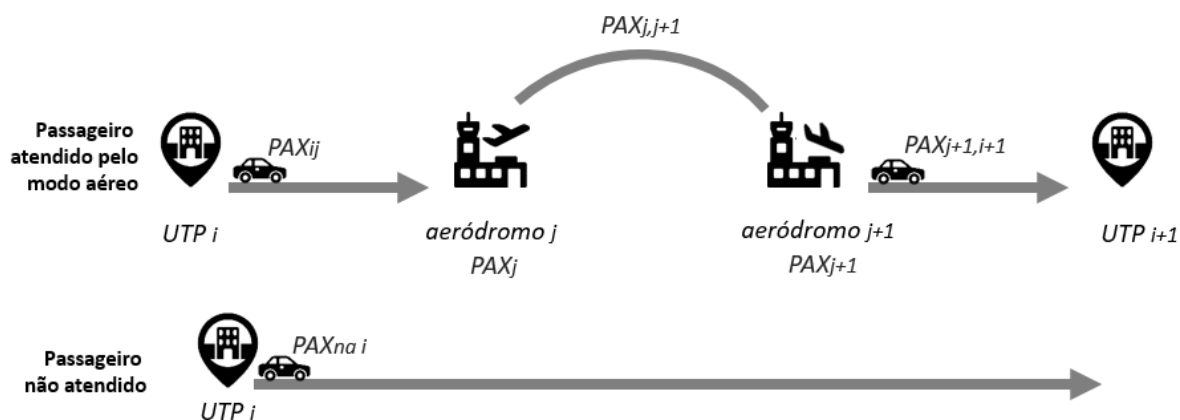 PAXj,j+1
Passageiro
atendido pelo
modo aéreo
PAXij
PAXj+1,i+1
UTP i
aeródromo j
aeródromo j+1
UTP i+1
PAXj
PAXj+1
Passageiro
não atendido
PAXna i
UTP i